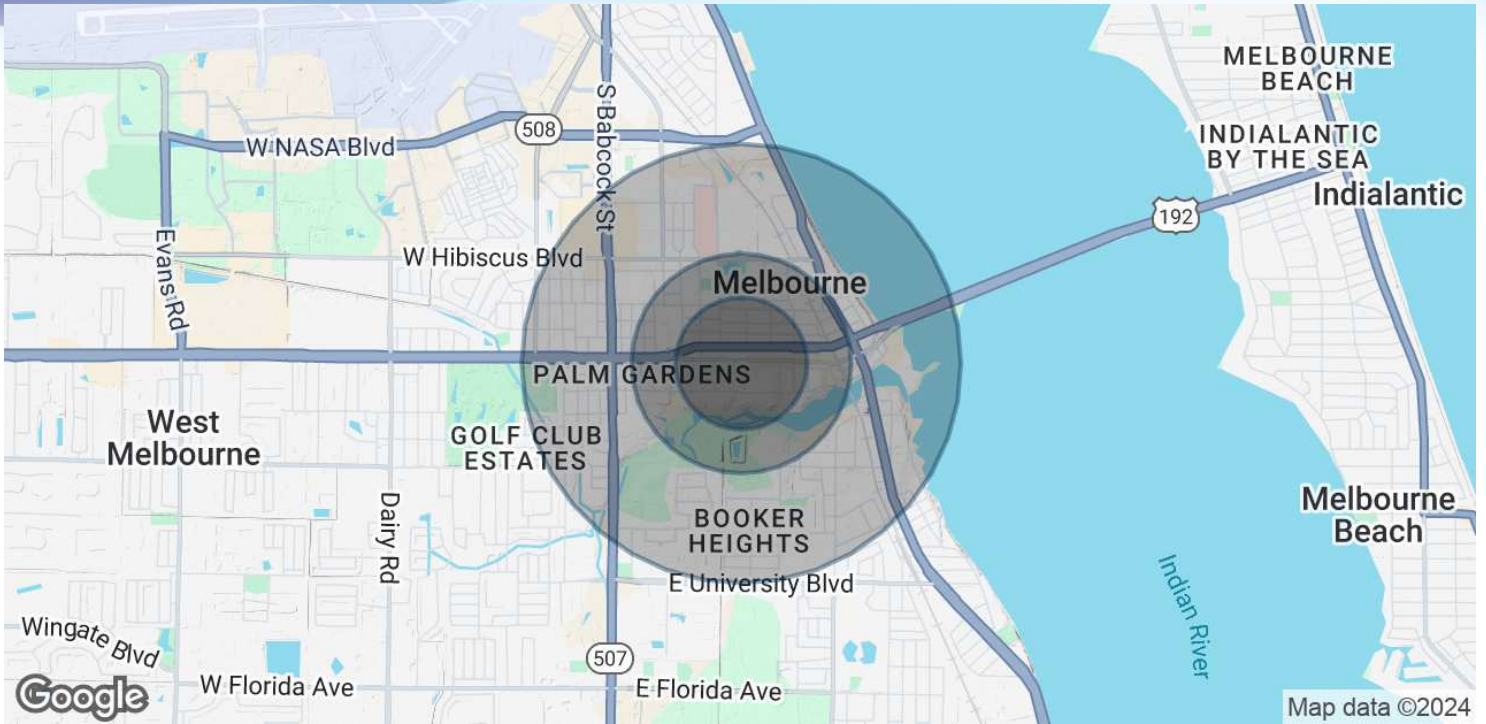 MELBOURNE
BEACH
S Babcock St
508
W NASA Blvd
INDIALANTIC
BY THE SEA
Indialantic
192
Evans Rd
W Hibiscus Blvd
Melbourne
PALM GARDENS
West
Melbourne
GOLF CLUB
ESTATES
Dairy Rd
BOOKER
HEIGHTS
Melbourne
Beach
E University Blvd
Indian River
Wingate Blvd
507
W Florida Ave
E Florida Ave
Google
Map data ©2024